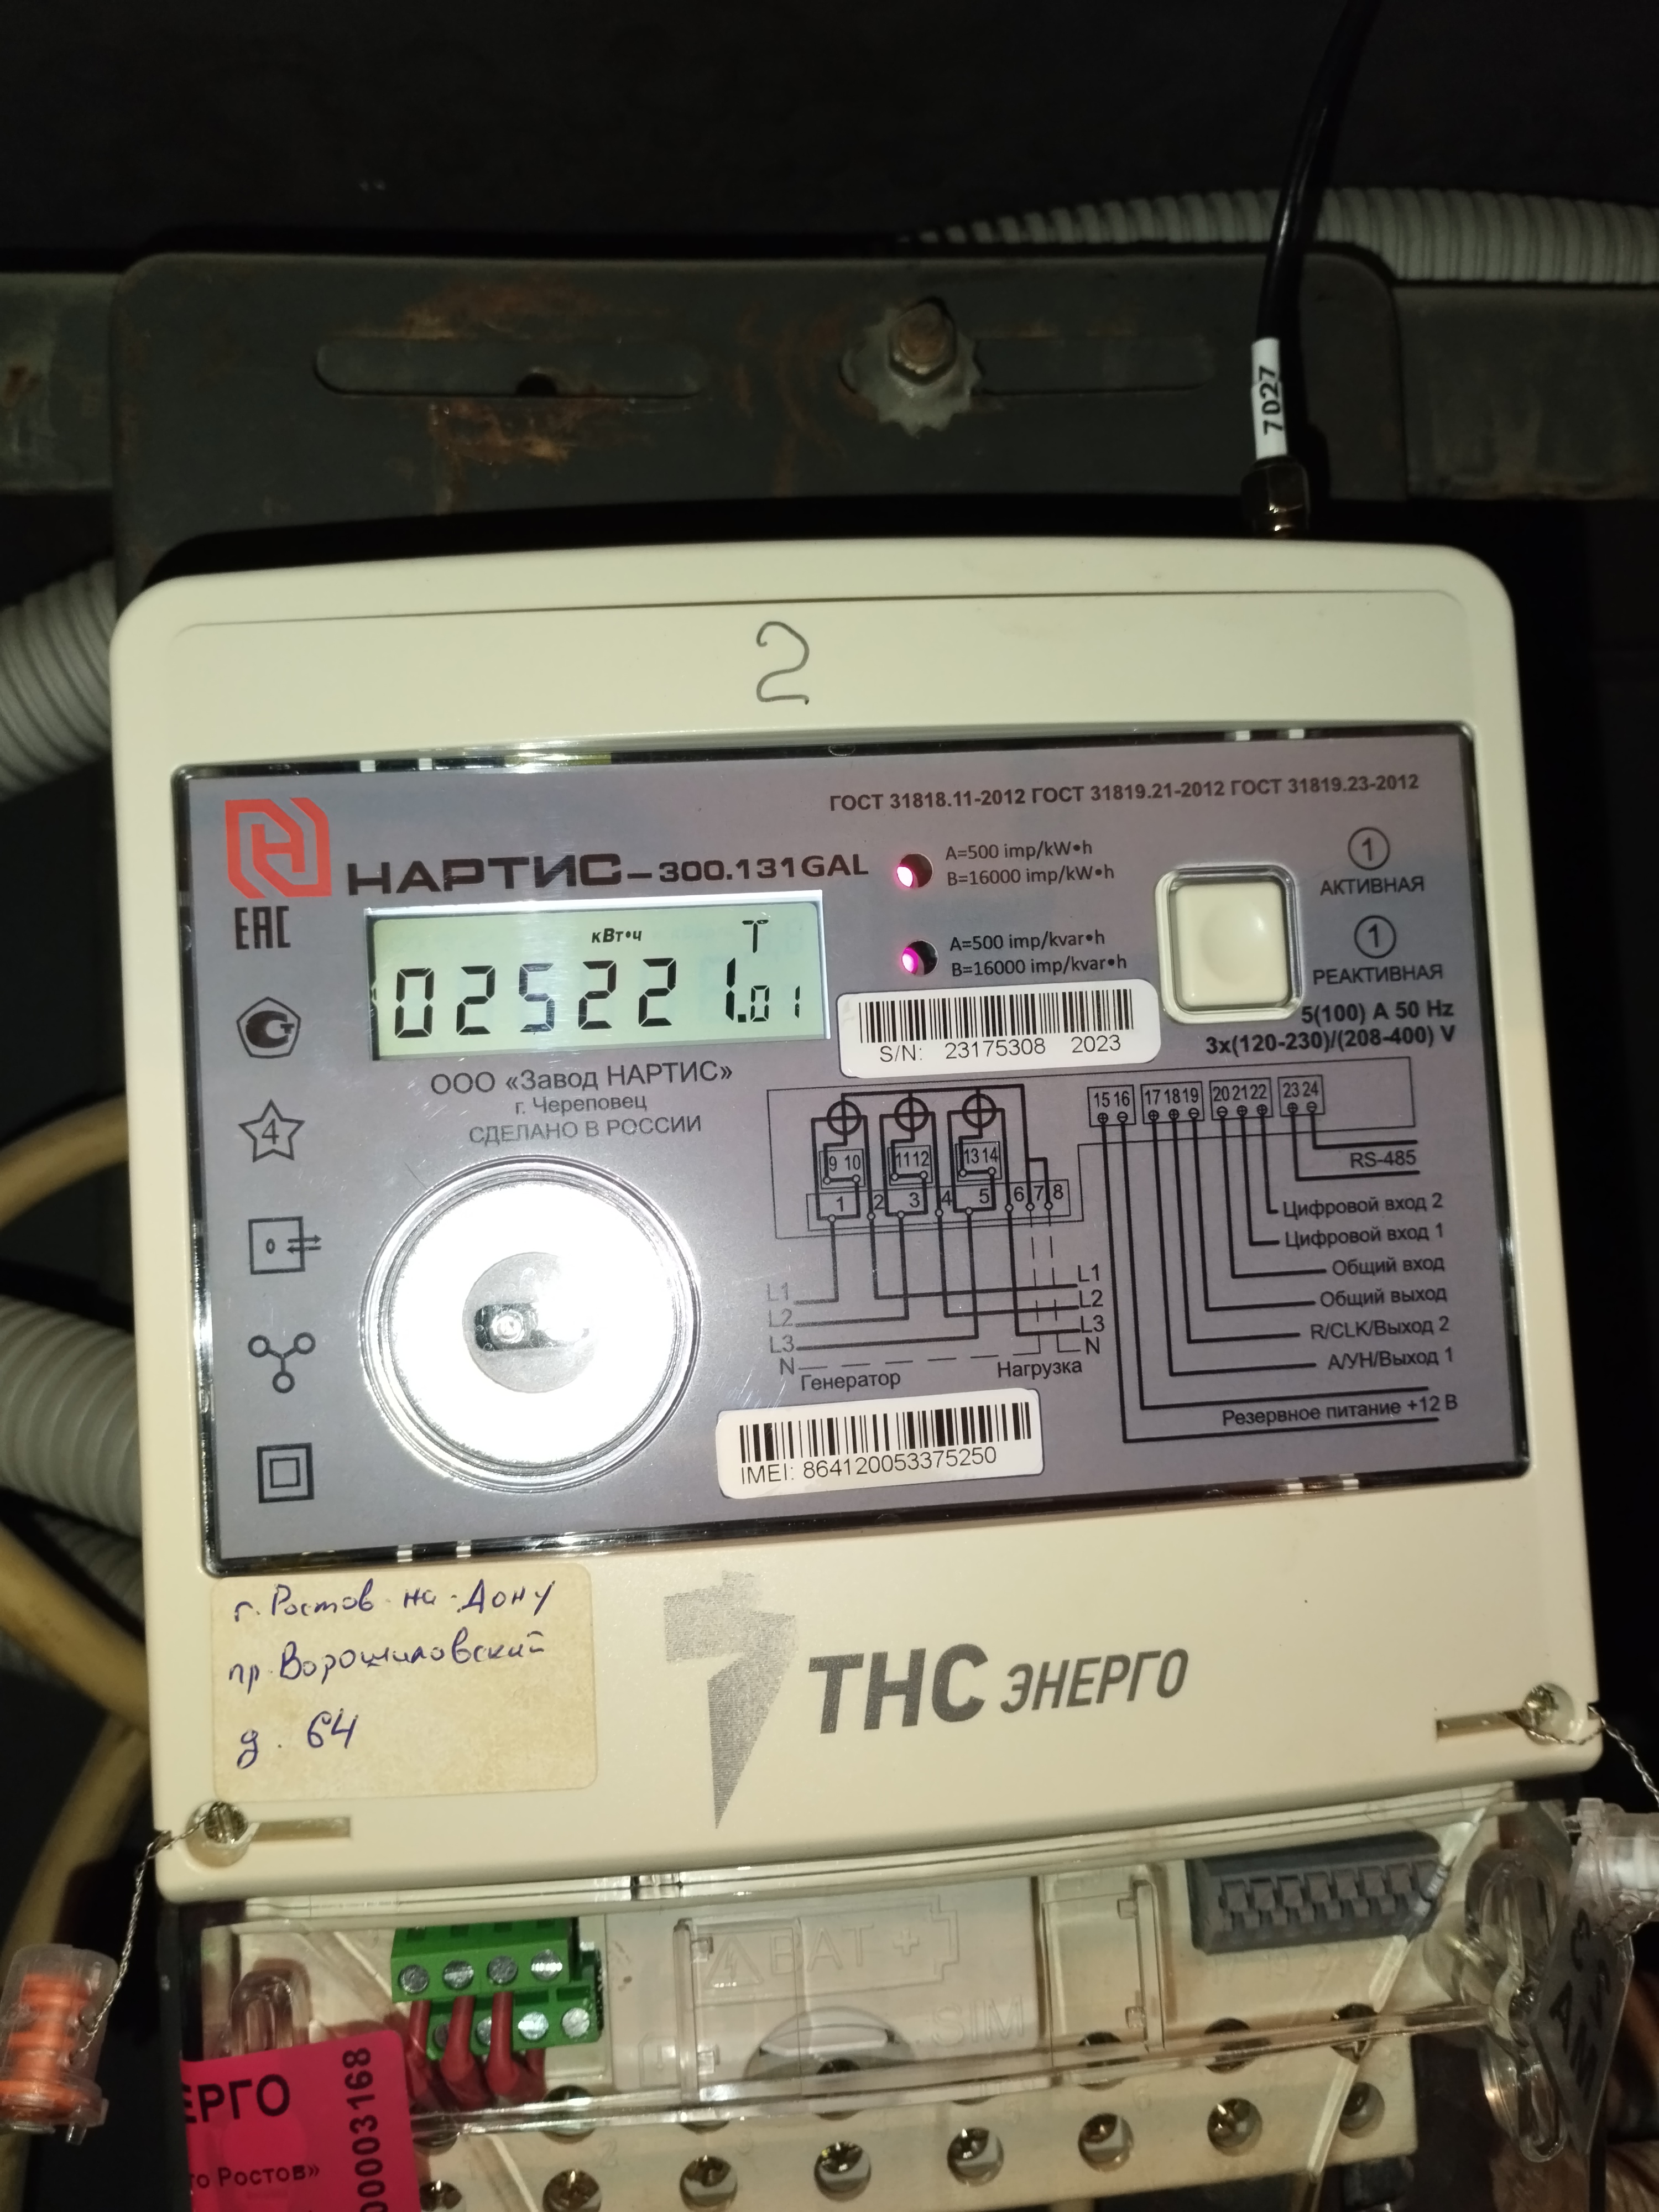 7027
2
ГОСТ 31818.11-2012 ГОСТ 31819.21-2012 ГОСТ 31819.23-2012
НАРТИС-300.131GAL
A=500 imp/kW•h
B=16000 imp/kW•h
1
АКТИВНАЯ
EAC
кВт•ч
T
025221.01
A=500 imp/kvar•h
B=16000 imp/kvar•h
1
РЕАКТИВНАЯ
5(100) A 50 Hz
3x(120-230)/(208-400) V
S/N: 23175308 2023
ООО «Завод НАРТИС»
г. Череповец
СДЕЛАНО В РОССИИ
4
15 16 17 18 19 20 21 22 23 24
9 10 11 12 13 14
1 2 3 4 5 6 7 8
RS-485
Цифровой вход 2
Цифровой вход 1
Общий вход
Общий выход
R/CLK/Выход 2
А/УН/Выход 1
Резервное питание +12 В
L1
L2
L3
N
Генератор
L1
L2
L3
N
Нагрузка
IMEI: 864120053375250
г. Ростов-на-Дону
пр. Ворошиловский
д. 64
ТНС ЭНЕРГО
BAT +
SIM
ЕРГО
о Ростов»
00003168